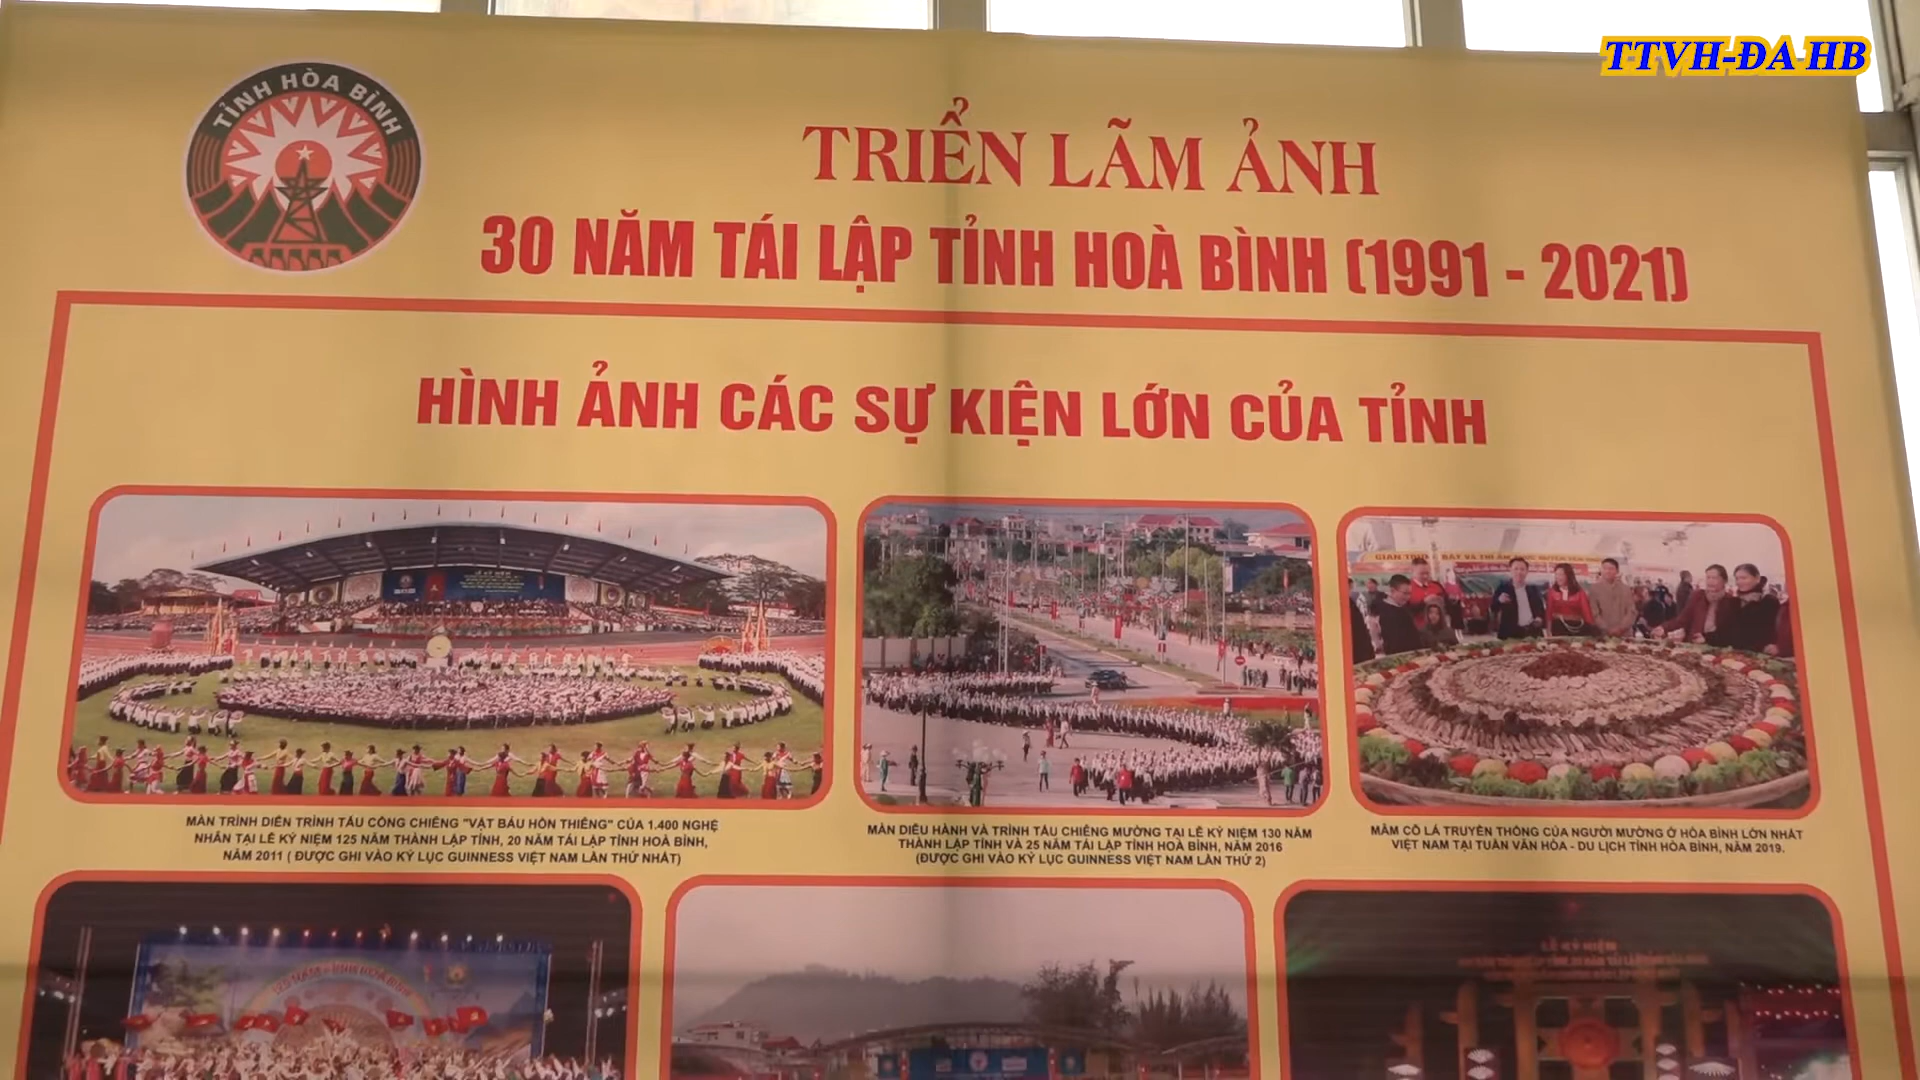 TTVH-ĐA HB
TỈNH HÒA BÌNH
TRIỂN LÃM ẢNH
30 NĂM TÁI LẬP TỈNH HOÀ BÌNH (1991 - 2021)
HÌNH ẢNH CÁC SỰ KIỆN LỚN CỦA TỈNH
MÀN TRÌNH DIỄN TRÌNH TẤU CỒNG CHIÊNG "VẬT BÁU HỒN THIÊNG" CỦA 1.400 NGHỆ
NHÂN TẠI LỄ KỶ NIỆM 125 NĂM THÀNH LẬP TỈNH, 20 NĂM TÁI LẬP TỈNH HOÀ BÌNH,
NĂM 2011 ( ĐƯỢC GHI VÀO KỶ LỤC GUINNESS VIỆT NAM LẦN THỨ NHẤT)
MÀN DIỄU HÀNH VÀ TRÌNH TẤU CHIÊNG MƯỜNG TẠI LỄ KỶ NIỆM 130 NĂM
THÀNH LẬP TỈNH VÀ 25 NĂM TÁI LẬP TỈNH HOÀ BÌNH, NĂM 2016
(ĐƯỢC GHI VÀO KỶ LỤC GUINNESS VIỆT NAM LẦN THỨ 2)
MÂM CỖ LÁ TRUYỀN THỐNG CỦA NGƯỜI MƯỜNG Ở HÒA BÌNH LỚN NHẤT
VIỆT NAM TẠI TUẦN VĂN HÓA - DU LỊCH TỈNH HÒA BÌNH, NĂM 2019.
LỄ KỶ NIỆM